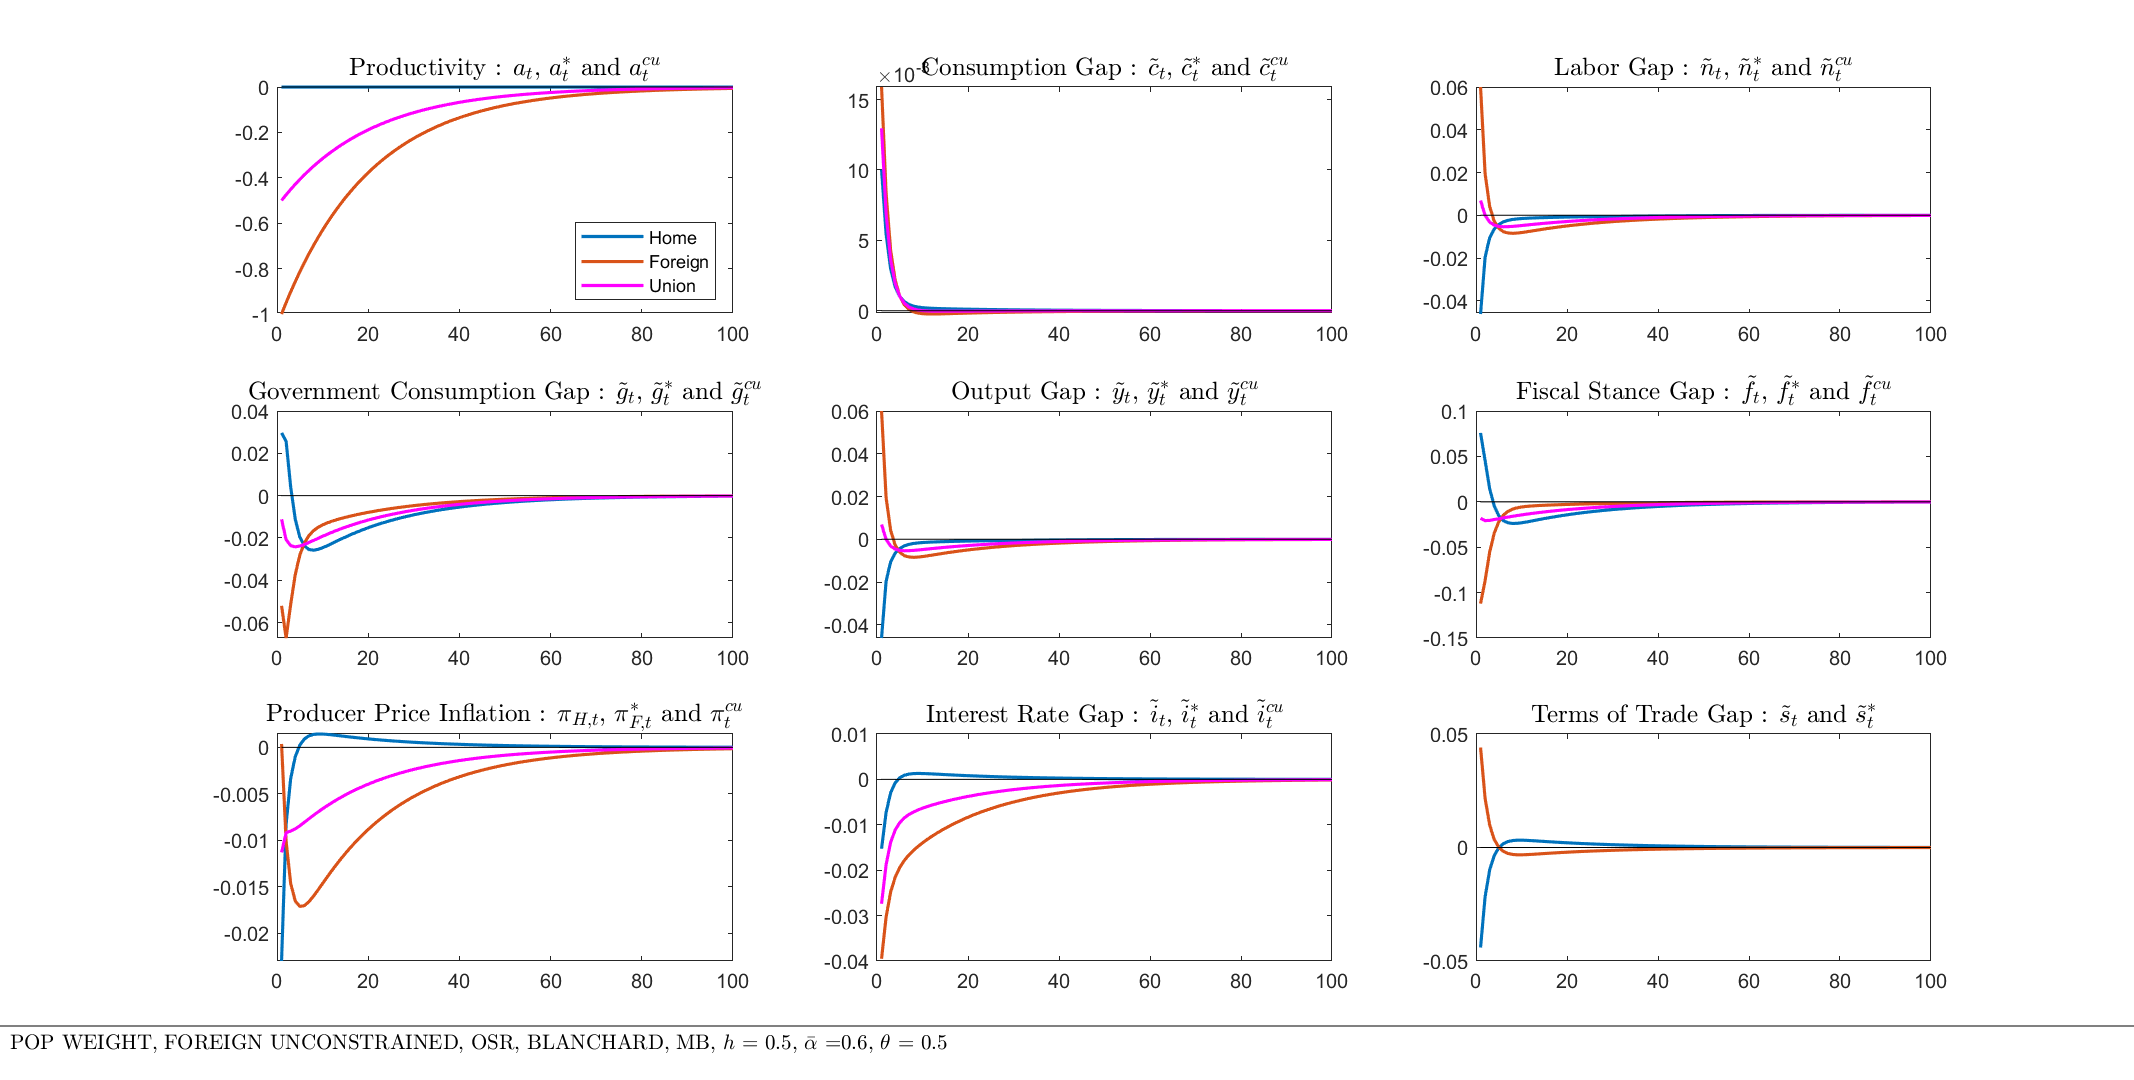 Productivity : a_t, a_t^* and a_t^{cu}
0
-0.2
-0.4
-0.6
-0.8
-1
0 20 40 60 80 100
Home
Foreign
Union
Consumption Gap : c̃_t, c̃_t^* and c̃_t^{cu}
×10^{-3}
15
10
5
0
0 20 40 60 80 100
Labor Gap : ñ_t, ñ_t^* and ñ_t^{cu}
0.06
0.04
0.02
0
-0.02
-0.04
0 20 40 60 80 100
Government Consumption Gap : g̃_t, g̃_t^* and g̃_t^{cu}
0.04
0.02
0
-0.02
-0.04
-0.06
0 20 40 60 80 100
Output Gap : ỹ_t, ỹ_t^* and ỹ_t^{cu}
0.06
0.04
0.02
0
-0.02
-0.04
0 20 40 60 80 100
Fiscal Stance Gap : f̃_t, f̃_t^* and f̃_t^{cu}
0.1
0.05
0
-0.05
-0.1
-0.15
0 20 40 60 80 100
Producer Price Inflation : π_{H,t}, π_{F,t}^* and π_t^{cu}
0
-0.005
-0.01
-0.015
-0.02
0 20 40 60 80 100
Interest Rate Gap : ĩ_t, ĩ_t^* and ĩ_t^{cu}
0.01
0
-0.01
-0.02
-0.03
-0.04
0 20 40 60 80 100
Terms of Trade Gap : s̃_t and s̃_t^*
0.05
0
-0.05
0 20 40 60 80 100
POP WEIGHT, FOREIGN UNCONSTRAINED, OSR, BLANCHARD, MB, h = 0.5, ᾱ =0.6, θ = 0.5